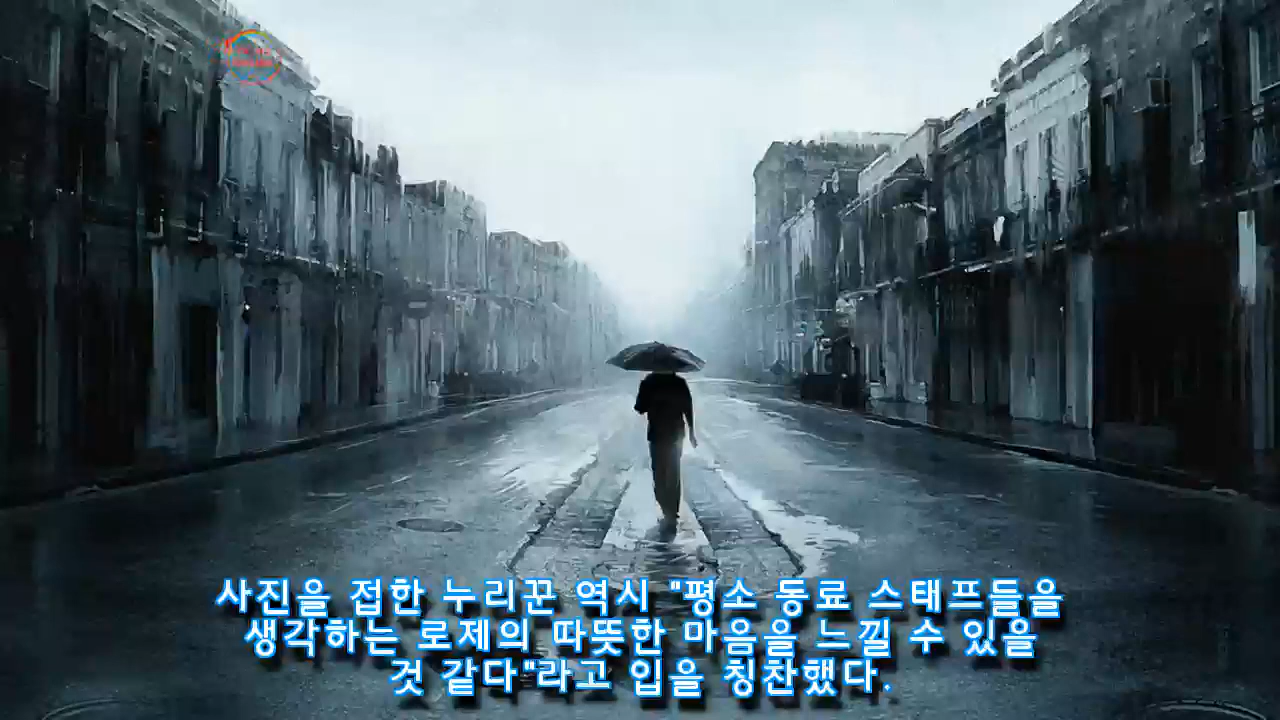 사진을 접한 누리꾼 역시 "평소 동료 스태프들을
생각하는 로제의 따뜻한 마음을 느낄 수 있을
것 같다"라고 입을 칭찬했다.